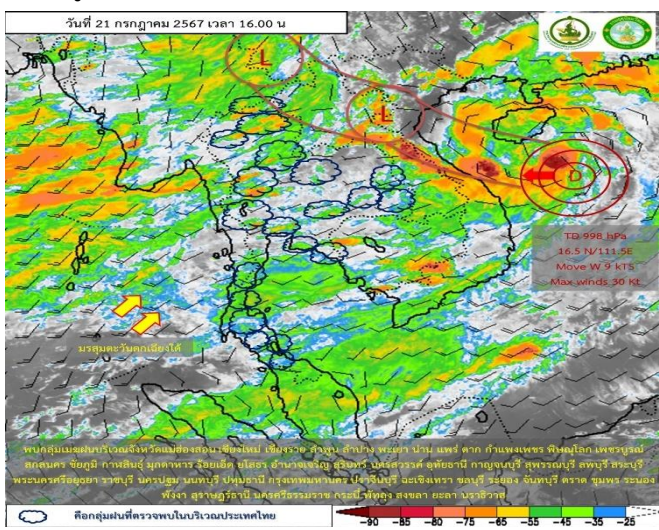 วันที่ 21 กรกฎาคม 2567 เวลา 16.00 น
L
L
D
TD 998 hPa
16.5 N/111.5E
Move W 9 kTS
Max winds 30 Kt
มรสุมตะวันตกเฉียงใต้
พบกลุ่มเมฆฝนบริเวณจังหวัดแม่ฮ่องสอน เชียงใหม่ เชียงราย ลำพูน ลำปาง พะเยา น่าน แพร่ ตาก กำแพงเพชร พิษณุโลก เพชรบูรณ์
สกลนคร ชัยภูมิ กาฬสินธุ์ มุกดาหาร ร้อยเอ็ด ยโสธร อำนาจเจริญ สุรินทร์ นครสวรรค์ อุทัยธานี กาญจนบุรี สุพรรณบุรี ลพบุรี สระบุรี
พระนครศรีอยุธยา ราชบุรี นครปฐม นนทบุรี ปทุมธานี กรุงเทพมหานคร ปราจีนบุรี ฉะเชิงเทรา ชลบุรี ระยอง จันทบุรี ตราด ชุมพร ระนอง
พังงา สุราษฎร์ธานี นครศรีธรรมราช กระบี่ พัทลุง สงขลา ยะลา นราธิวาส
คือกลุ่มฝนที่ตรวจพบในบริเวณประเทศไทย
-90 -85 -80 -75 -65 -55 -45 -40 -20 25